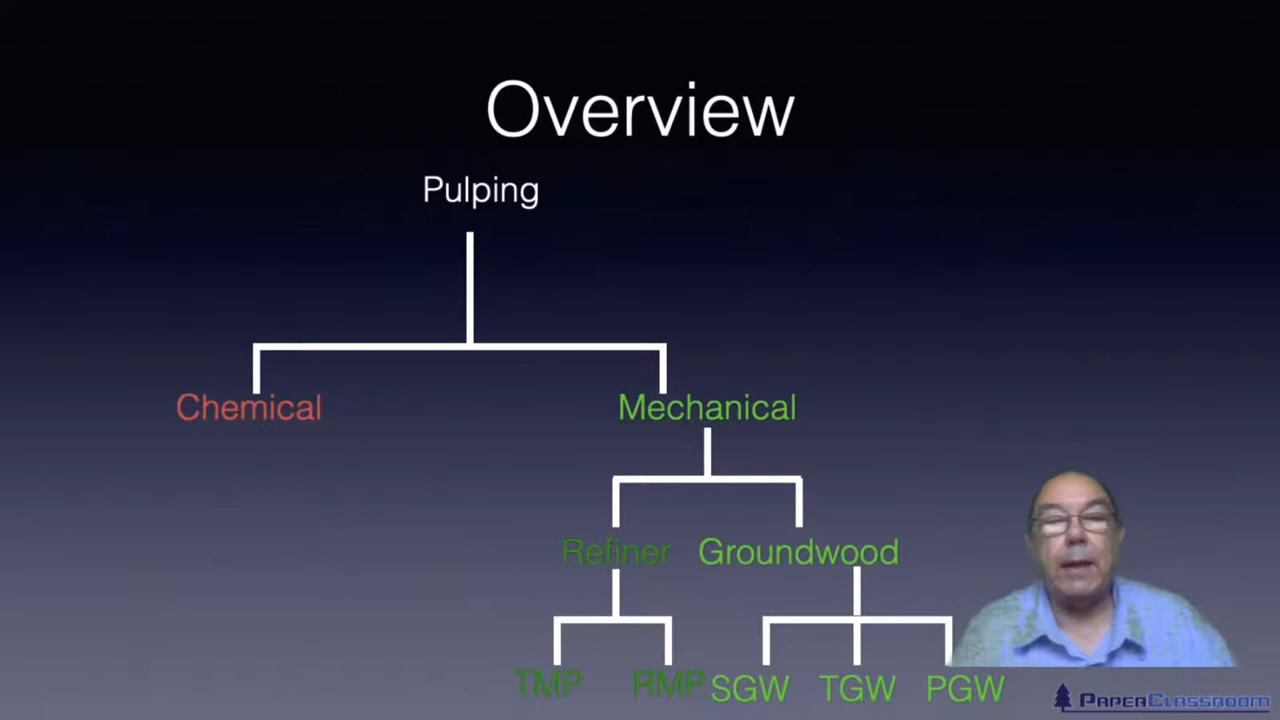 Overview
Pulping
Chemical Mechanical
Refiner Groundwood
TMP RMP SGW TGW PGW
PAPERCLASSROOM